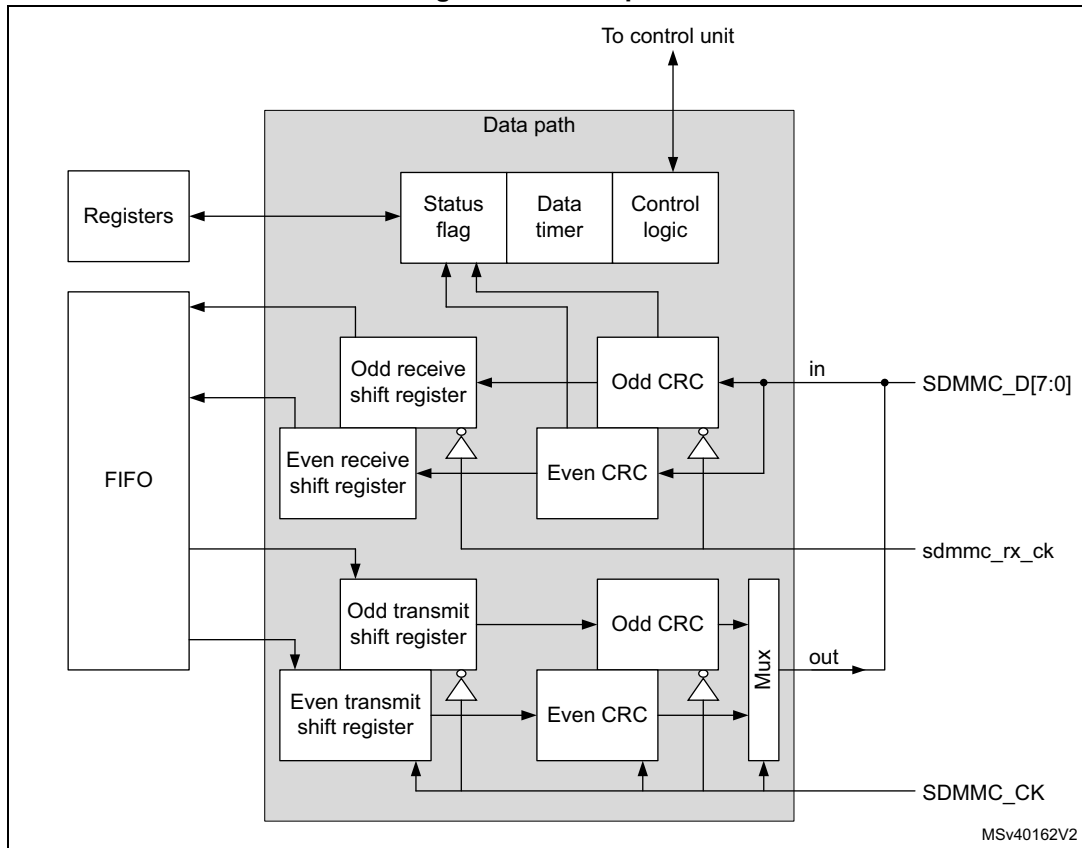 To control unit
Data path
Registers
Status
flag
Data
timer
Control
logic
Odd receive
shift register
Odd CRC
in
SDMMC_D[7:0]
Even receive
shift register
Even CRC
FIFO
sdmmc_rx_ck
Odd transmit
shift register
Odd CRC
Mux
out
Even transmit
shift register
Even CRC
SDMMC_CK
MSv40162V2